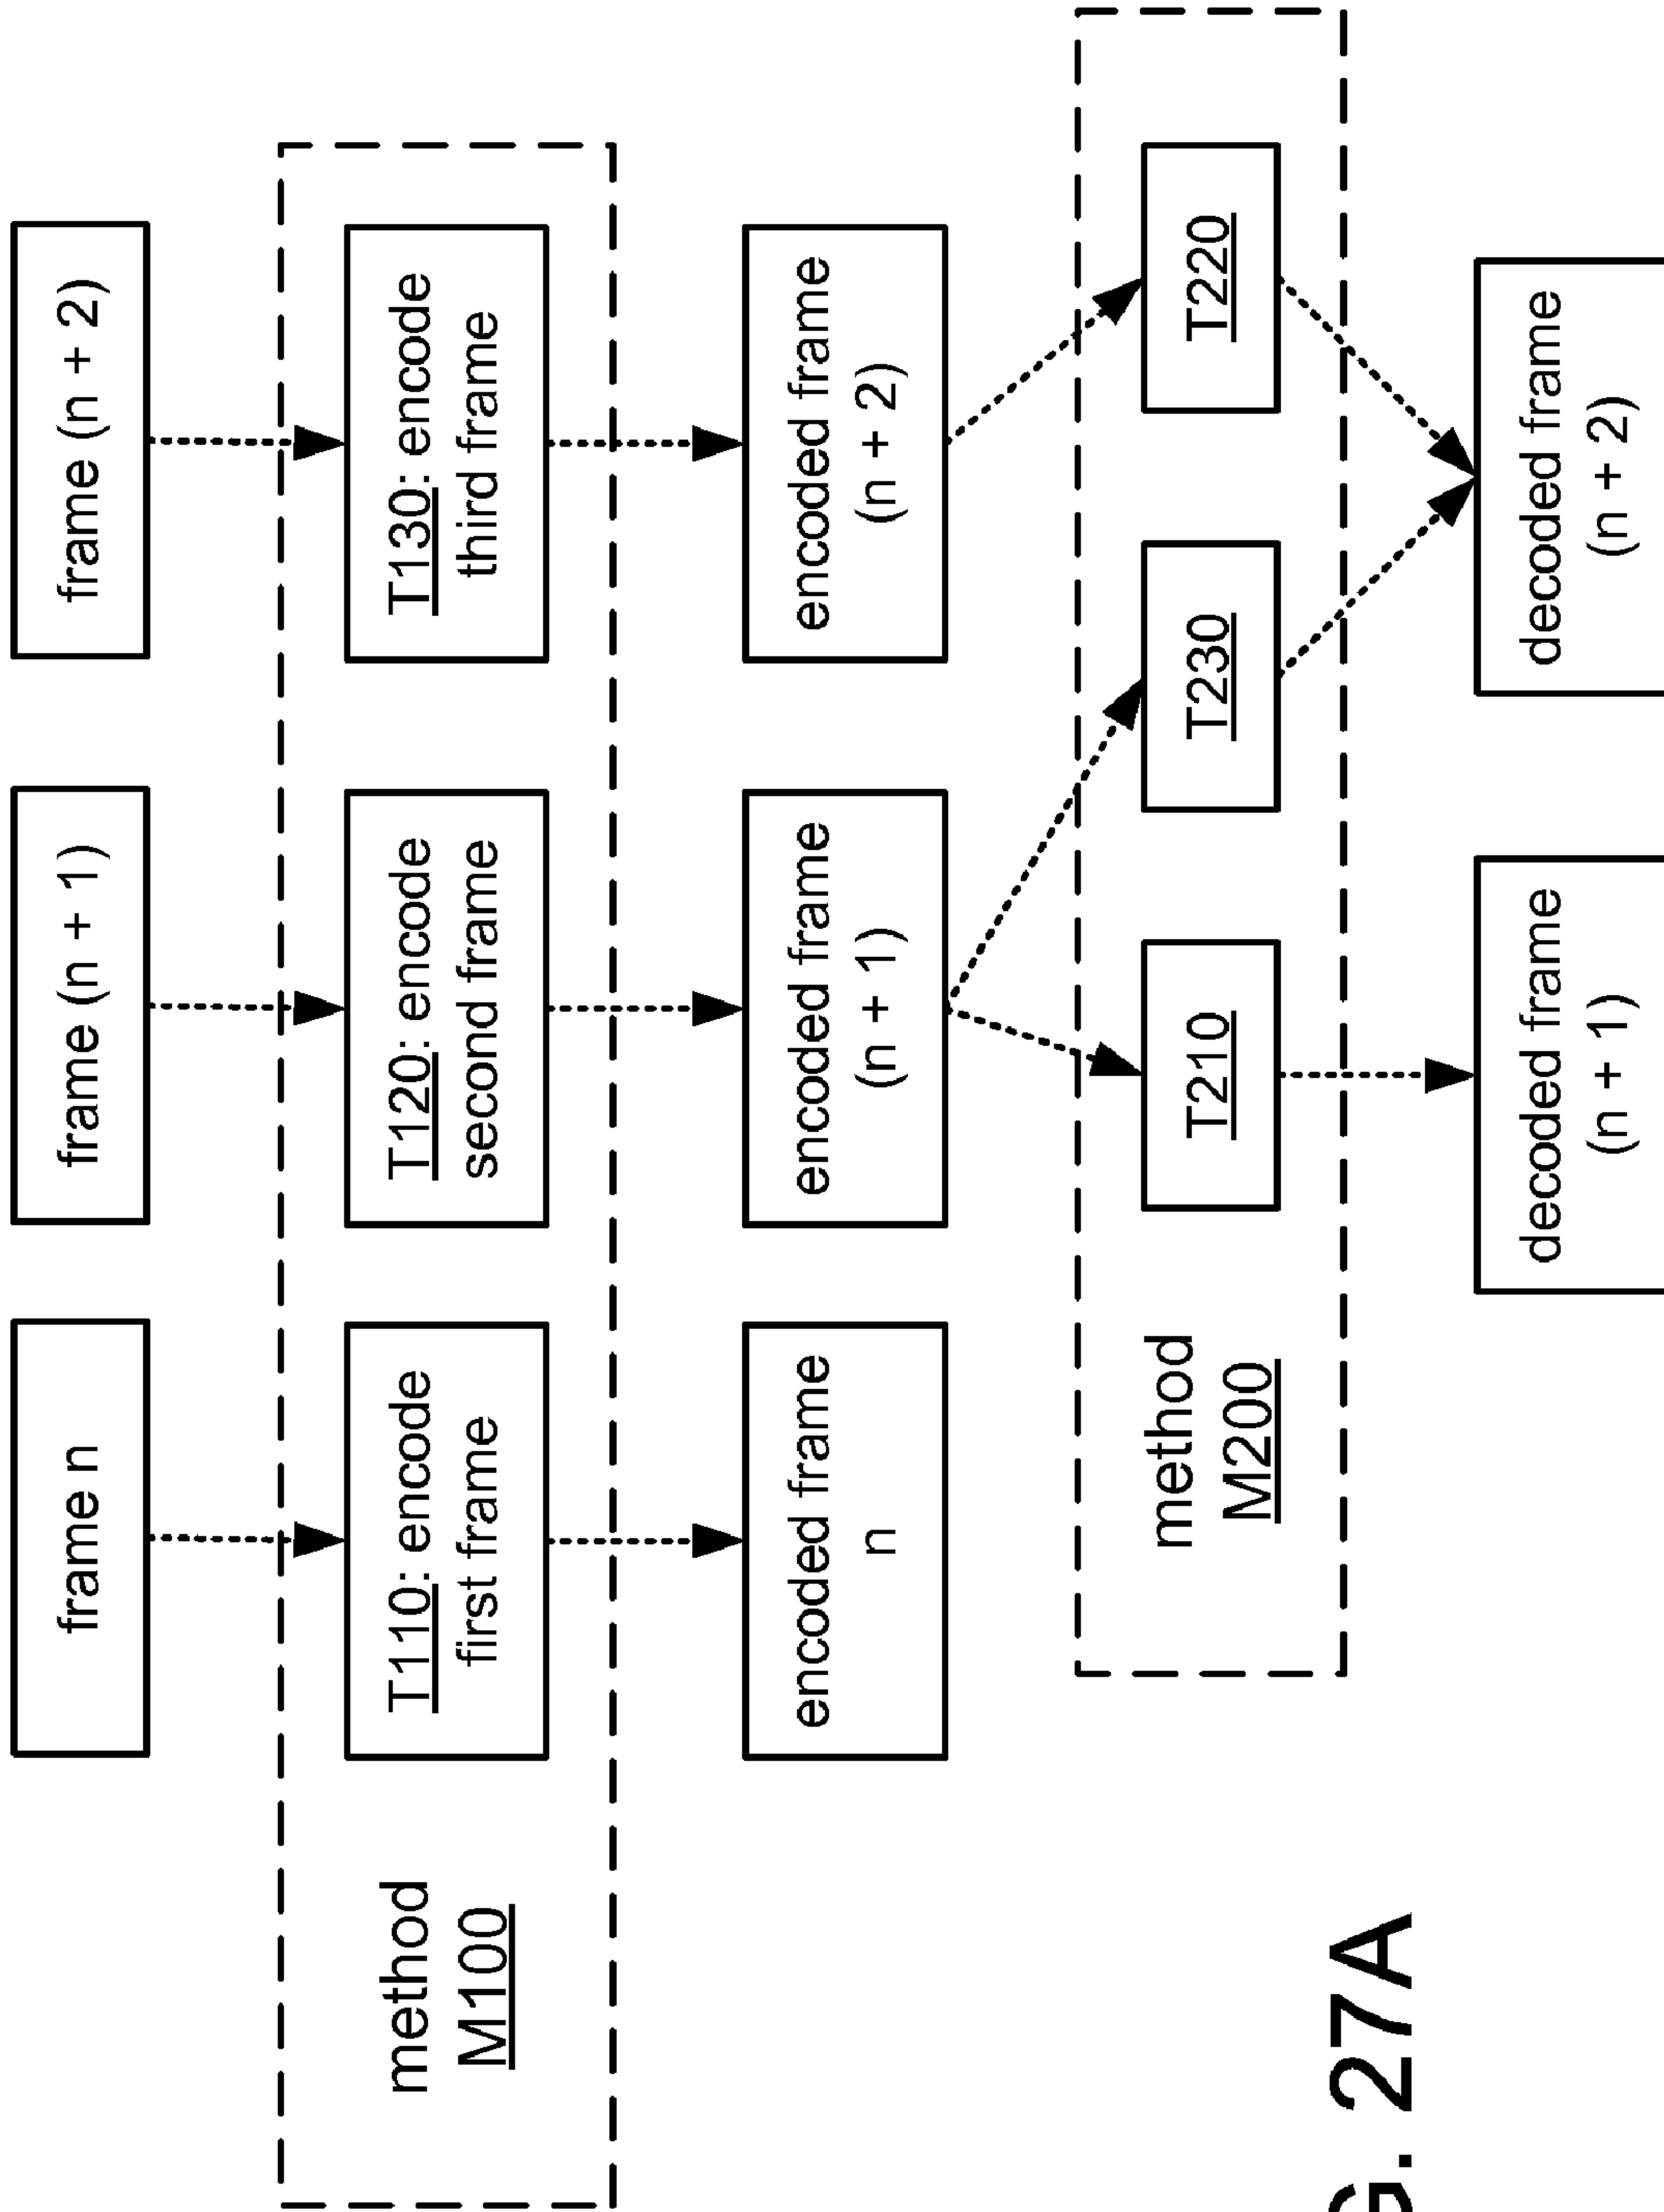 frame n
frame (n + 1)
frame (n + 2)
method
M100
T110: encode
first frame
T120: encode
second frame
T130: encode
third frame
encoded frame
n
encoded frame
(n + 1)
encoded frame
(n + 2)
method
M200
T210
T230
T220
decoded frame
(n + 1)
decoded frame
(n + 2)
G. 27A